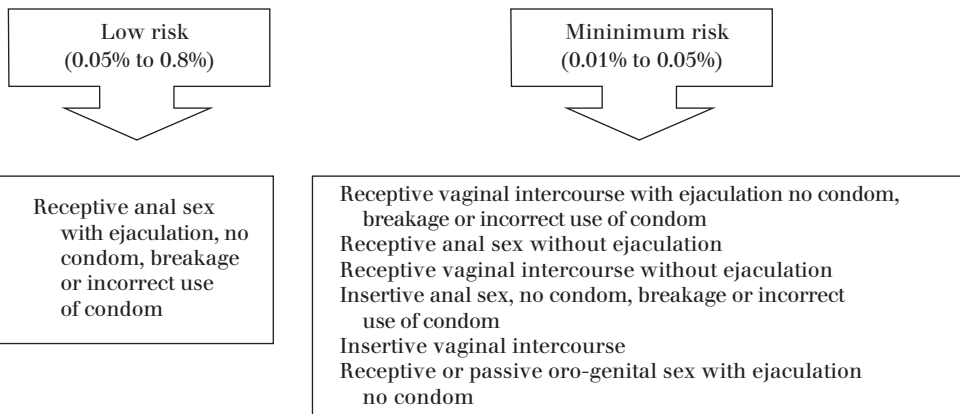 Low risk
(0.05% to 0.8%)
Mininimum risk
(0.01% to 0.05%)
Receptive anal sex
with ejaculation, no
condom, breakage
or incorrect use
of condom
Receptive vaginal intercourse with ejaculation no condom,
breakage or incorrect use of condom
Receptive anal sex without ejaculation
Receptive vaginal intercourse without ejaculation
Insertive anal sex, no condom, breakage or incorrect
use of condom
Insertive vaginal intercourse
Receptive or passive oro-genital sex with ejaculation
no condom